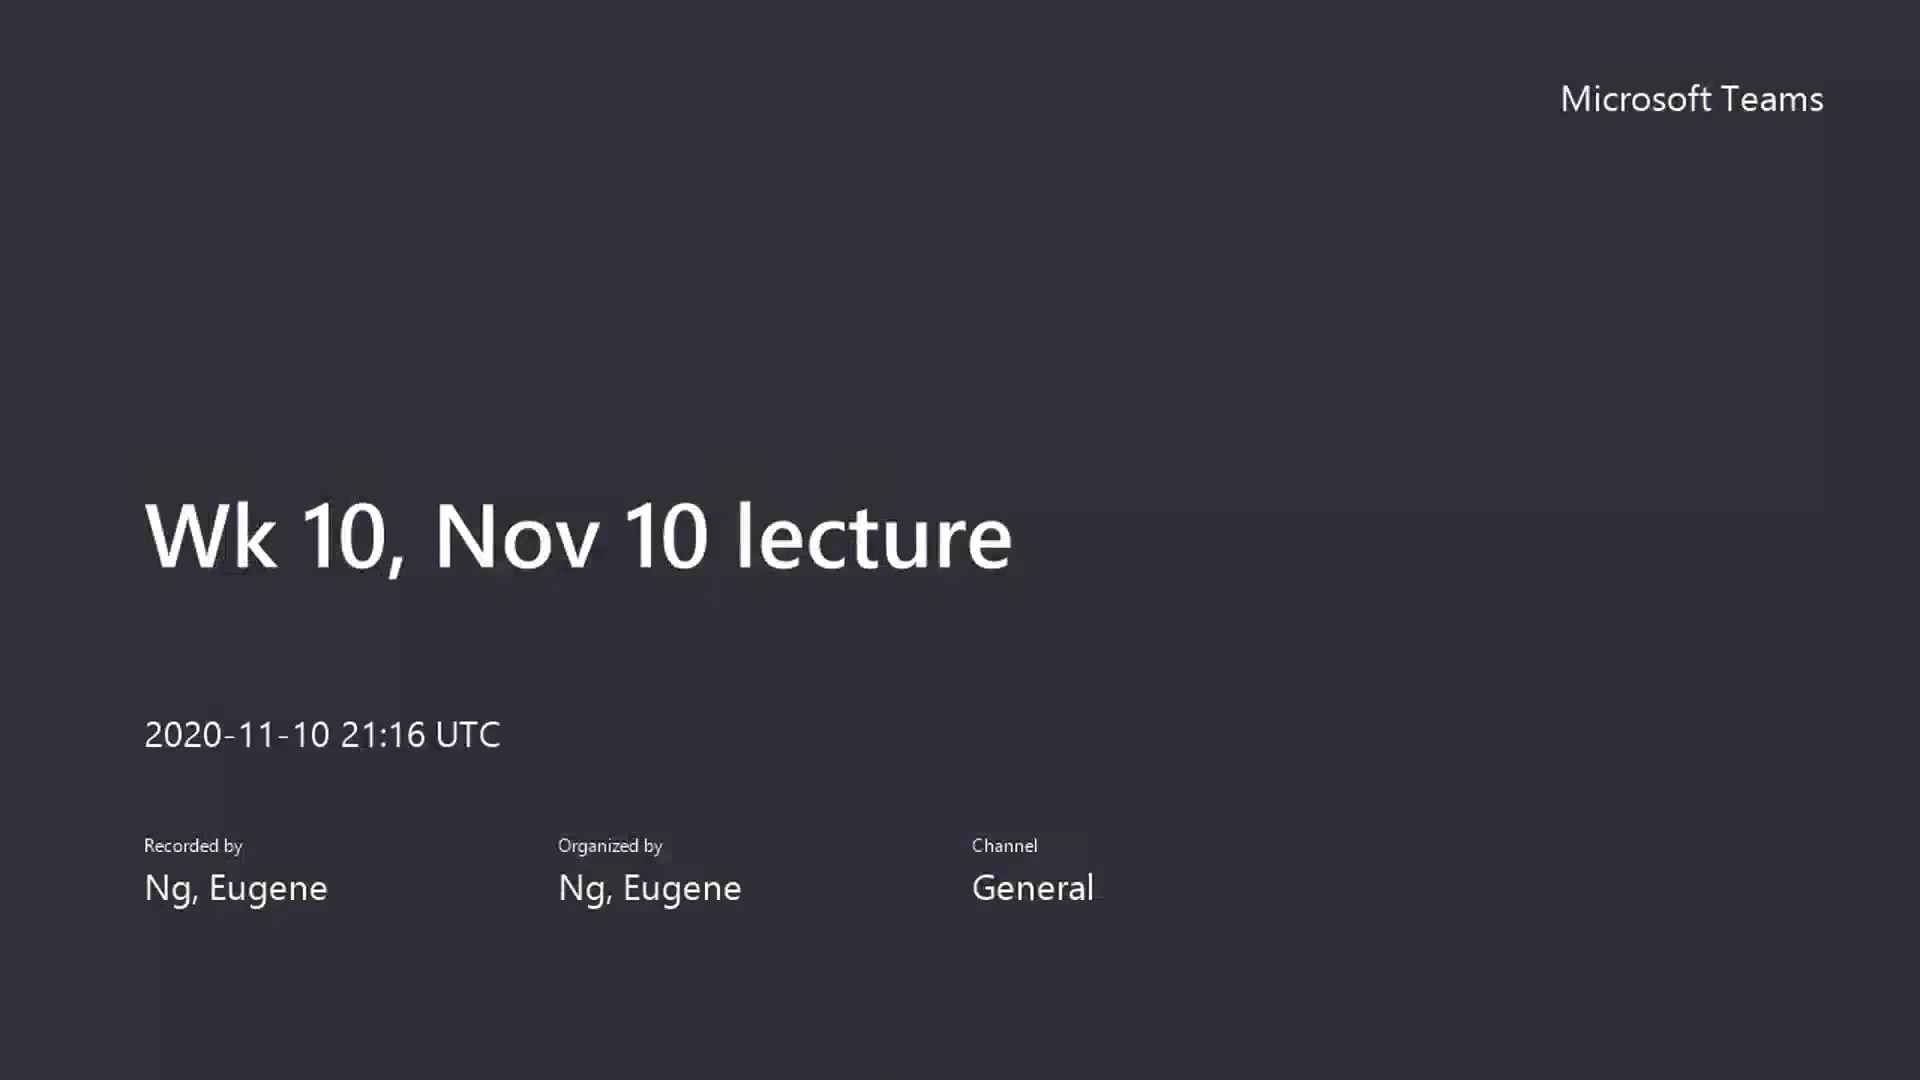 Microsoft Teams
Wk 10, Nov 10 lecture
2020-11-10 21:16 UTC
Recorded by
Ng, Eugene
Organized by
Ng, Eugene
Channel
General